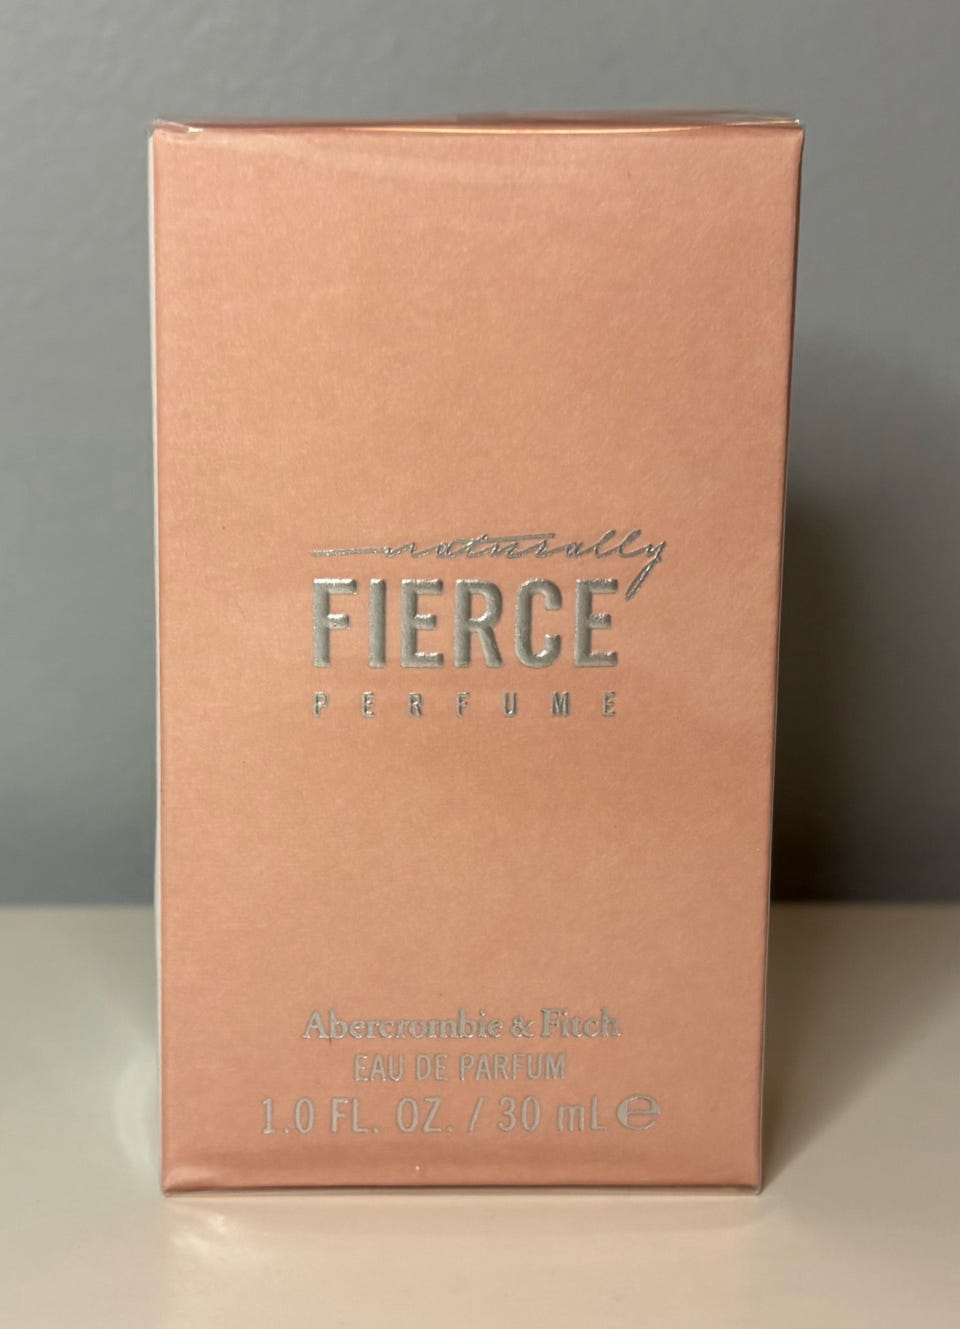 naturally
FIERCE
PERFUME
Abercrombie & Fitch
EAU DE PARFUM
1.0 FL. OZ. / 30 mL ℮